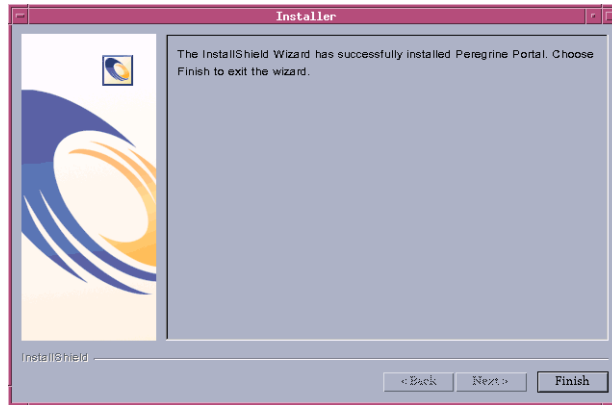 Installer
The InstallShield Wizard has successfully installed Peregrine Portal. Choose
Finish to exit the wizard.
InstallShield
< Back
Next >
Finish